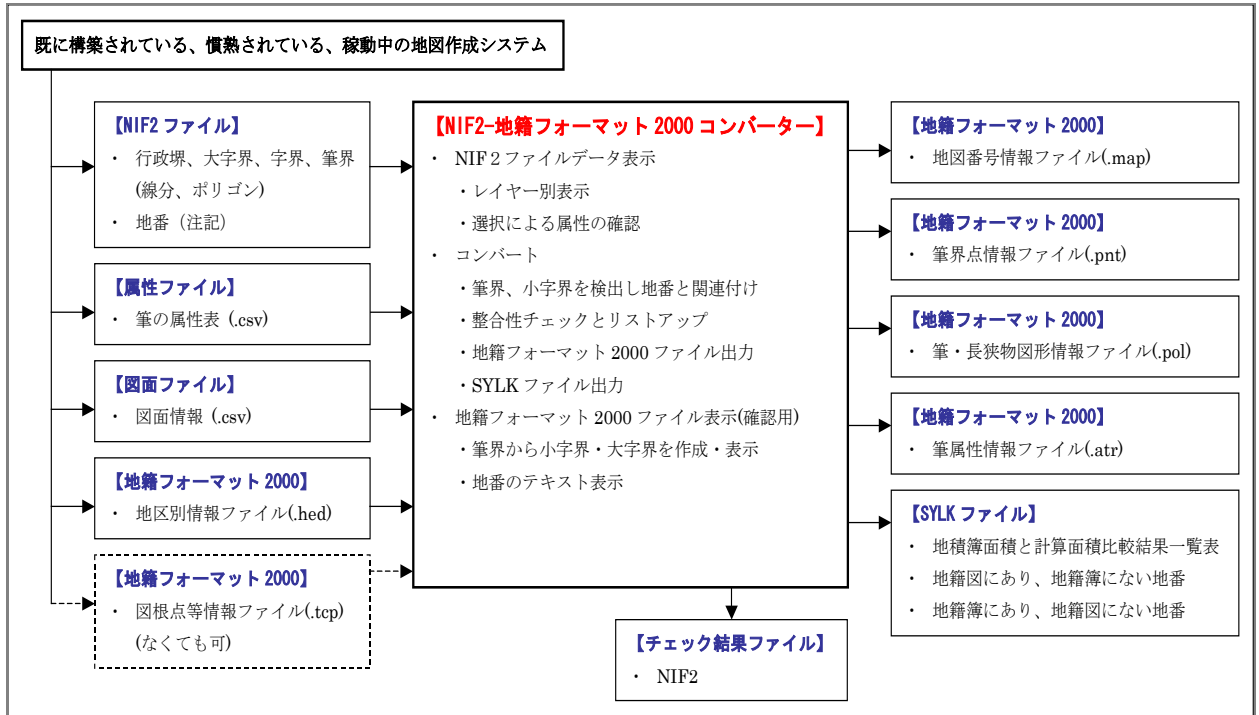 既に構築されている、慣熟されている、稼動中の地図作成システム
【NIF2 ファイル】
・ 行政堺、大字界、字界、筆界
(線分、ポリゴン)
・ 地番（注記）
【属性ファイル】
・ 筆の属性表 (.csv)
【図面ファイル】
・ 図面情報 (.csv)
【地籍フォーマット 2000】
・ 地区別情報ファイル(.hed)
【地籍フォーマット 2000】
・ 図根点等情報ファイル(.tcp)
(なくても可)
【NIF2-地籍フォーマット 2000 コンバーター】
・ NIF２ファイルデータ表示
・レイヤー別表示
・選択による属性の確認
・ コンバート
・筆界、小字界を検出し地番と関連付け
・整合性チェックとリストアップ
・地籍フォーマット 2000 ファイル出力
・SYLK ファイル出力
・ 地籍フォーマット 2000 ファイル表示(確認用)
・筆界から小字界・大字界を作成・表示
・地番のテキスト表示
【チェック結果ファイル】
・ NIF2
【地籍フォーマット 2000】
・ 地図番号情報ファイル(.map)
【地籍フォーマット 2000】
・ 筆界点情報ファイル(.pnt)
【地籍フォーマット 2000】
・ 筆・長狭物図形情報ファイル(.pol)
【地籍フォーマット 2000】
・ 筆属性情報ファイル(.atr)
【SYLK ファイル】
・ 地積簿面積と計算面積比較結果一覧表
・ 地籍図にあり、地籍簿にない地番
・ 地籍簿にあり、地籍図にない地番